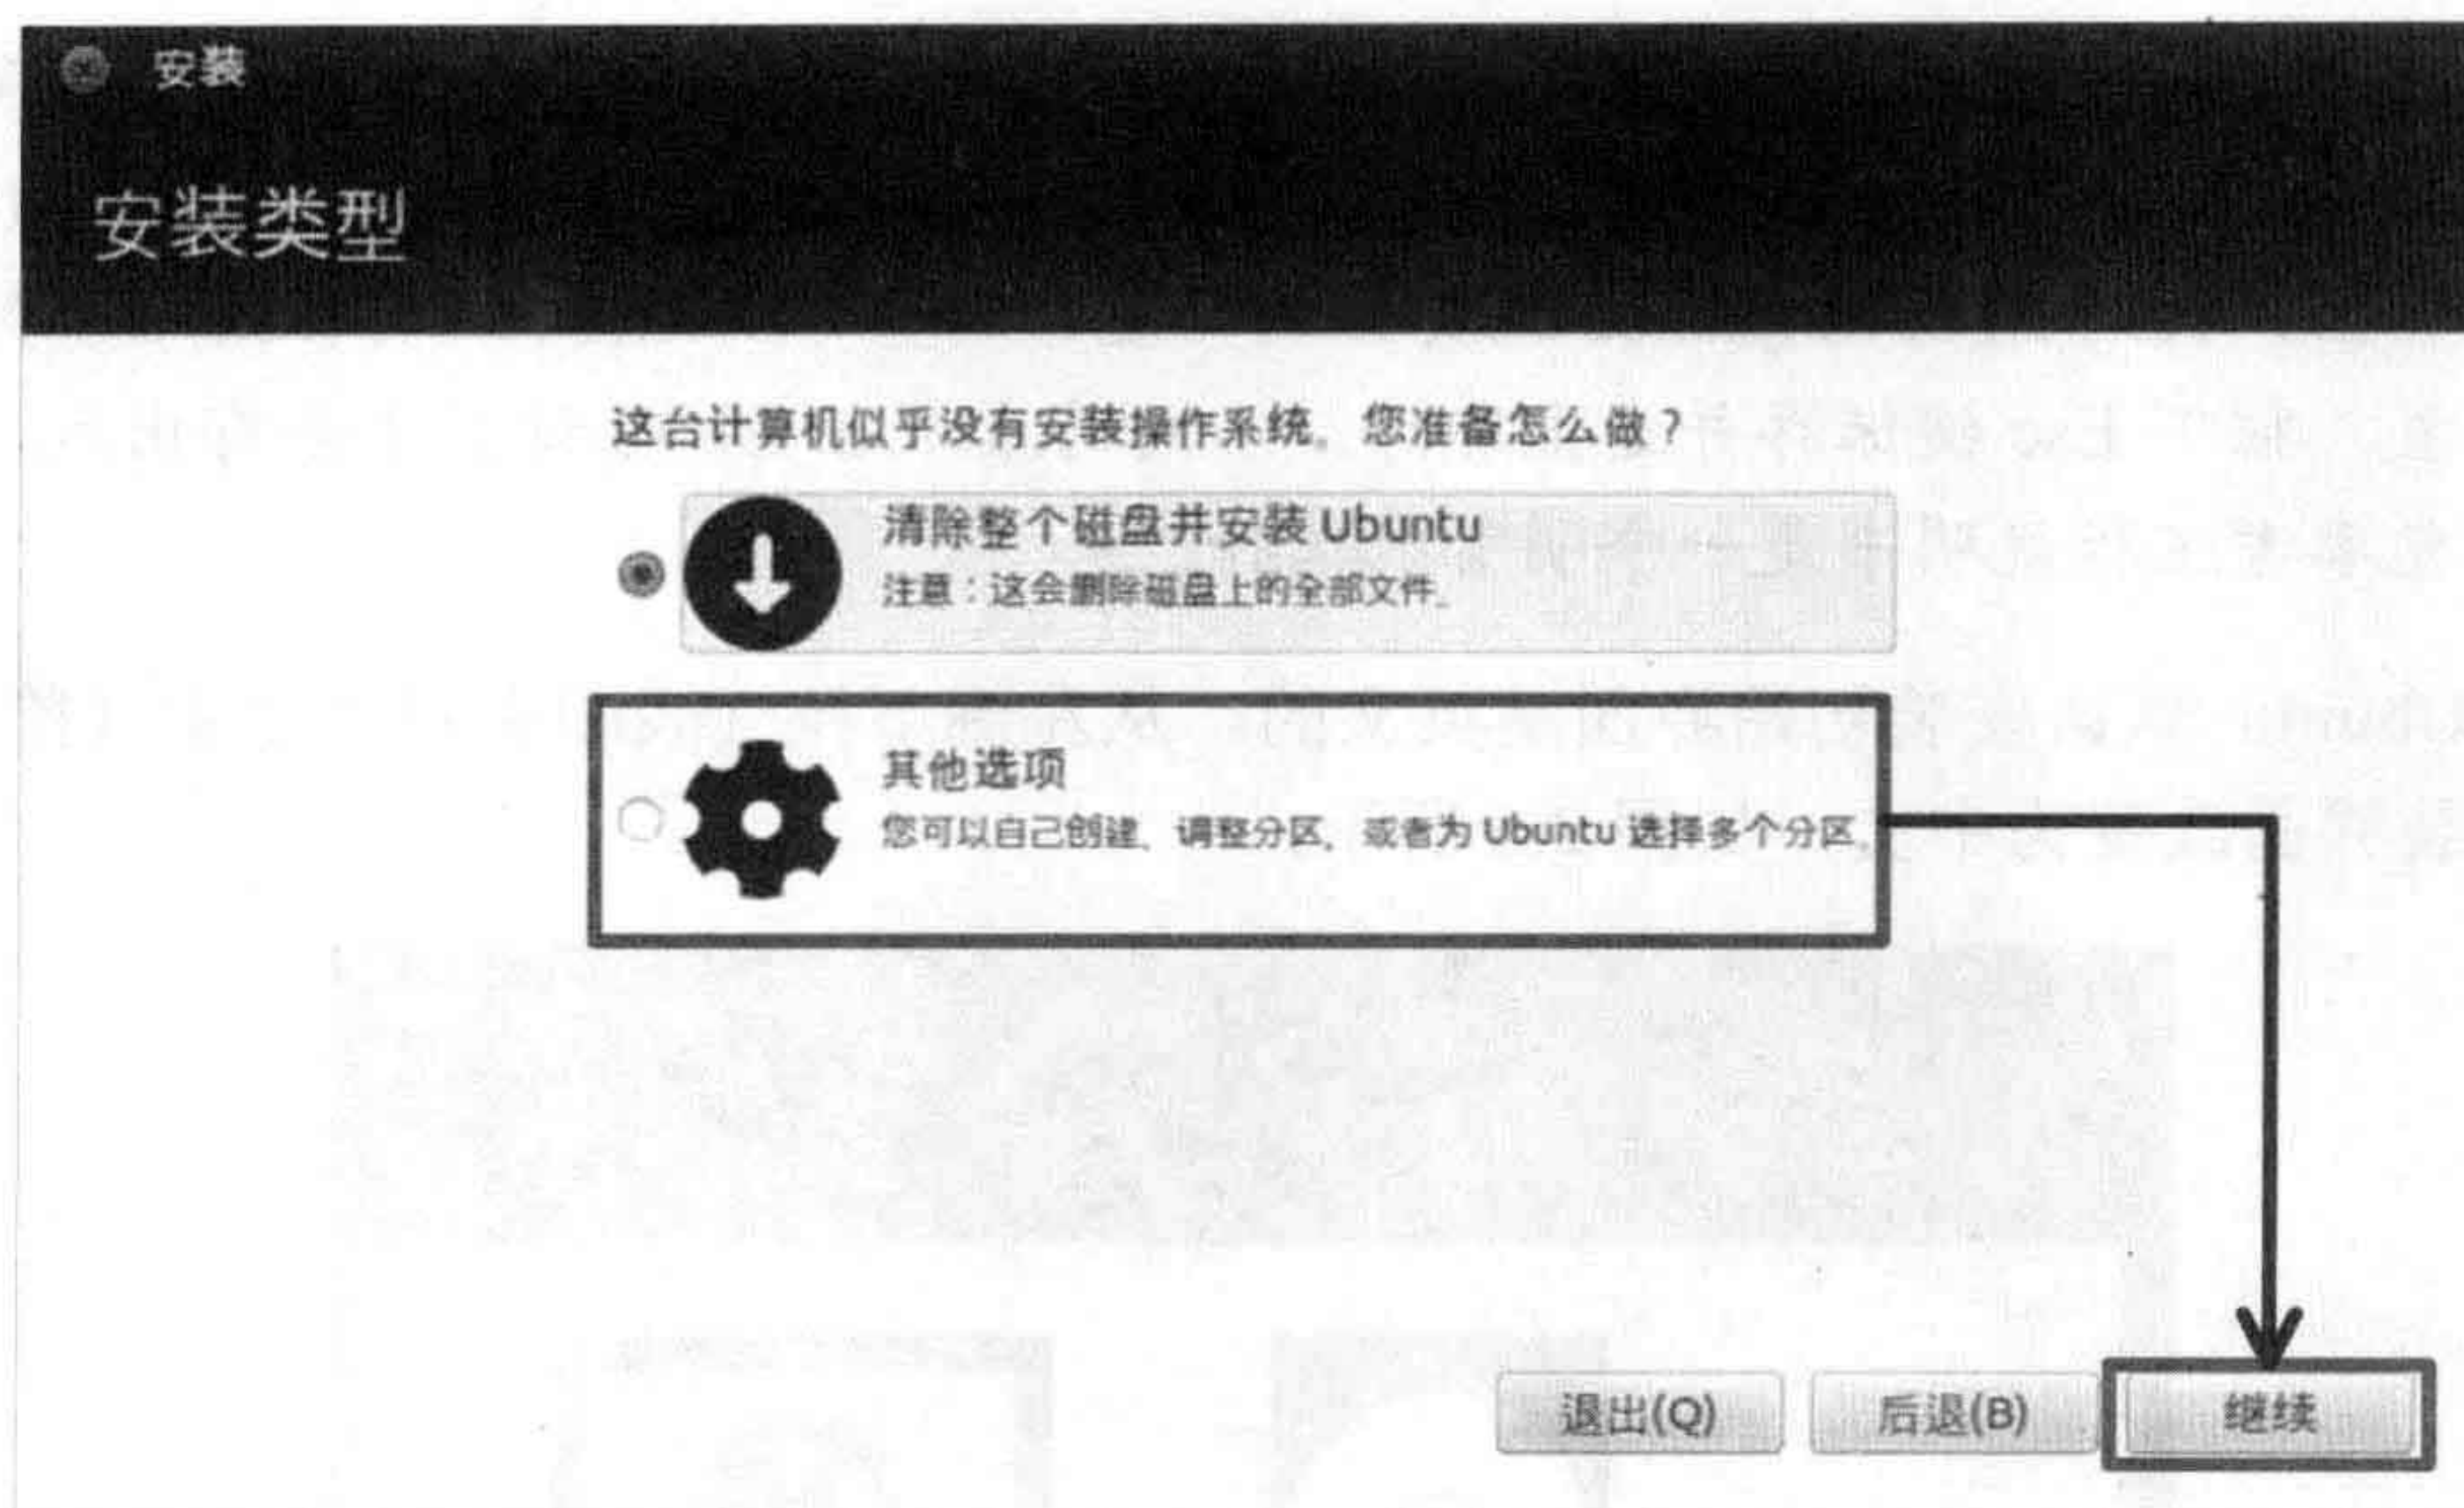 安装
安装类型
这台计算机似乎没有安装操作系统。您准备怎么做？
清除整个磁盘并安装 Ubuntu
注意：这会删除磁盘上的全部文件。
其他选项
您可以自己创建、调整分区，或者为 Ubuntu 选择多个分区。
退出(Q)
后退(B)
继续